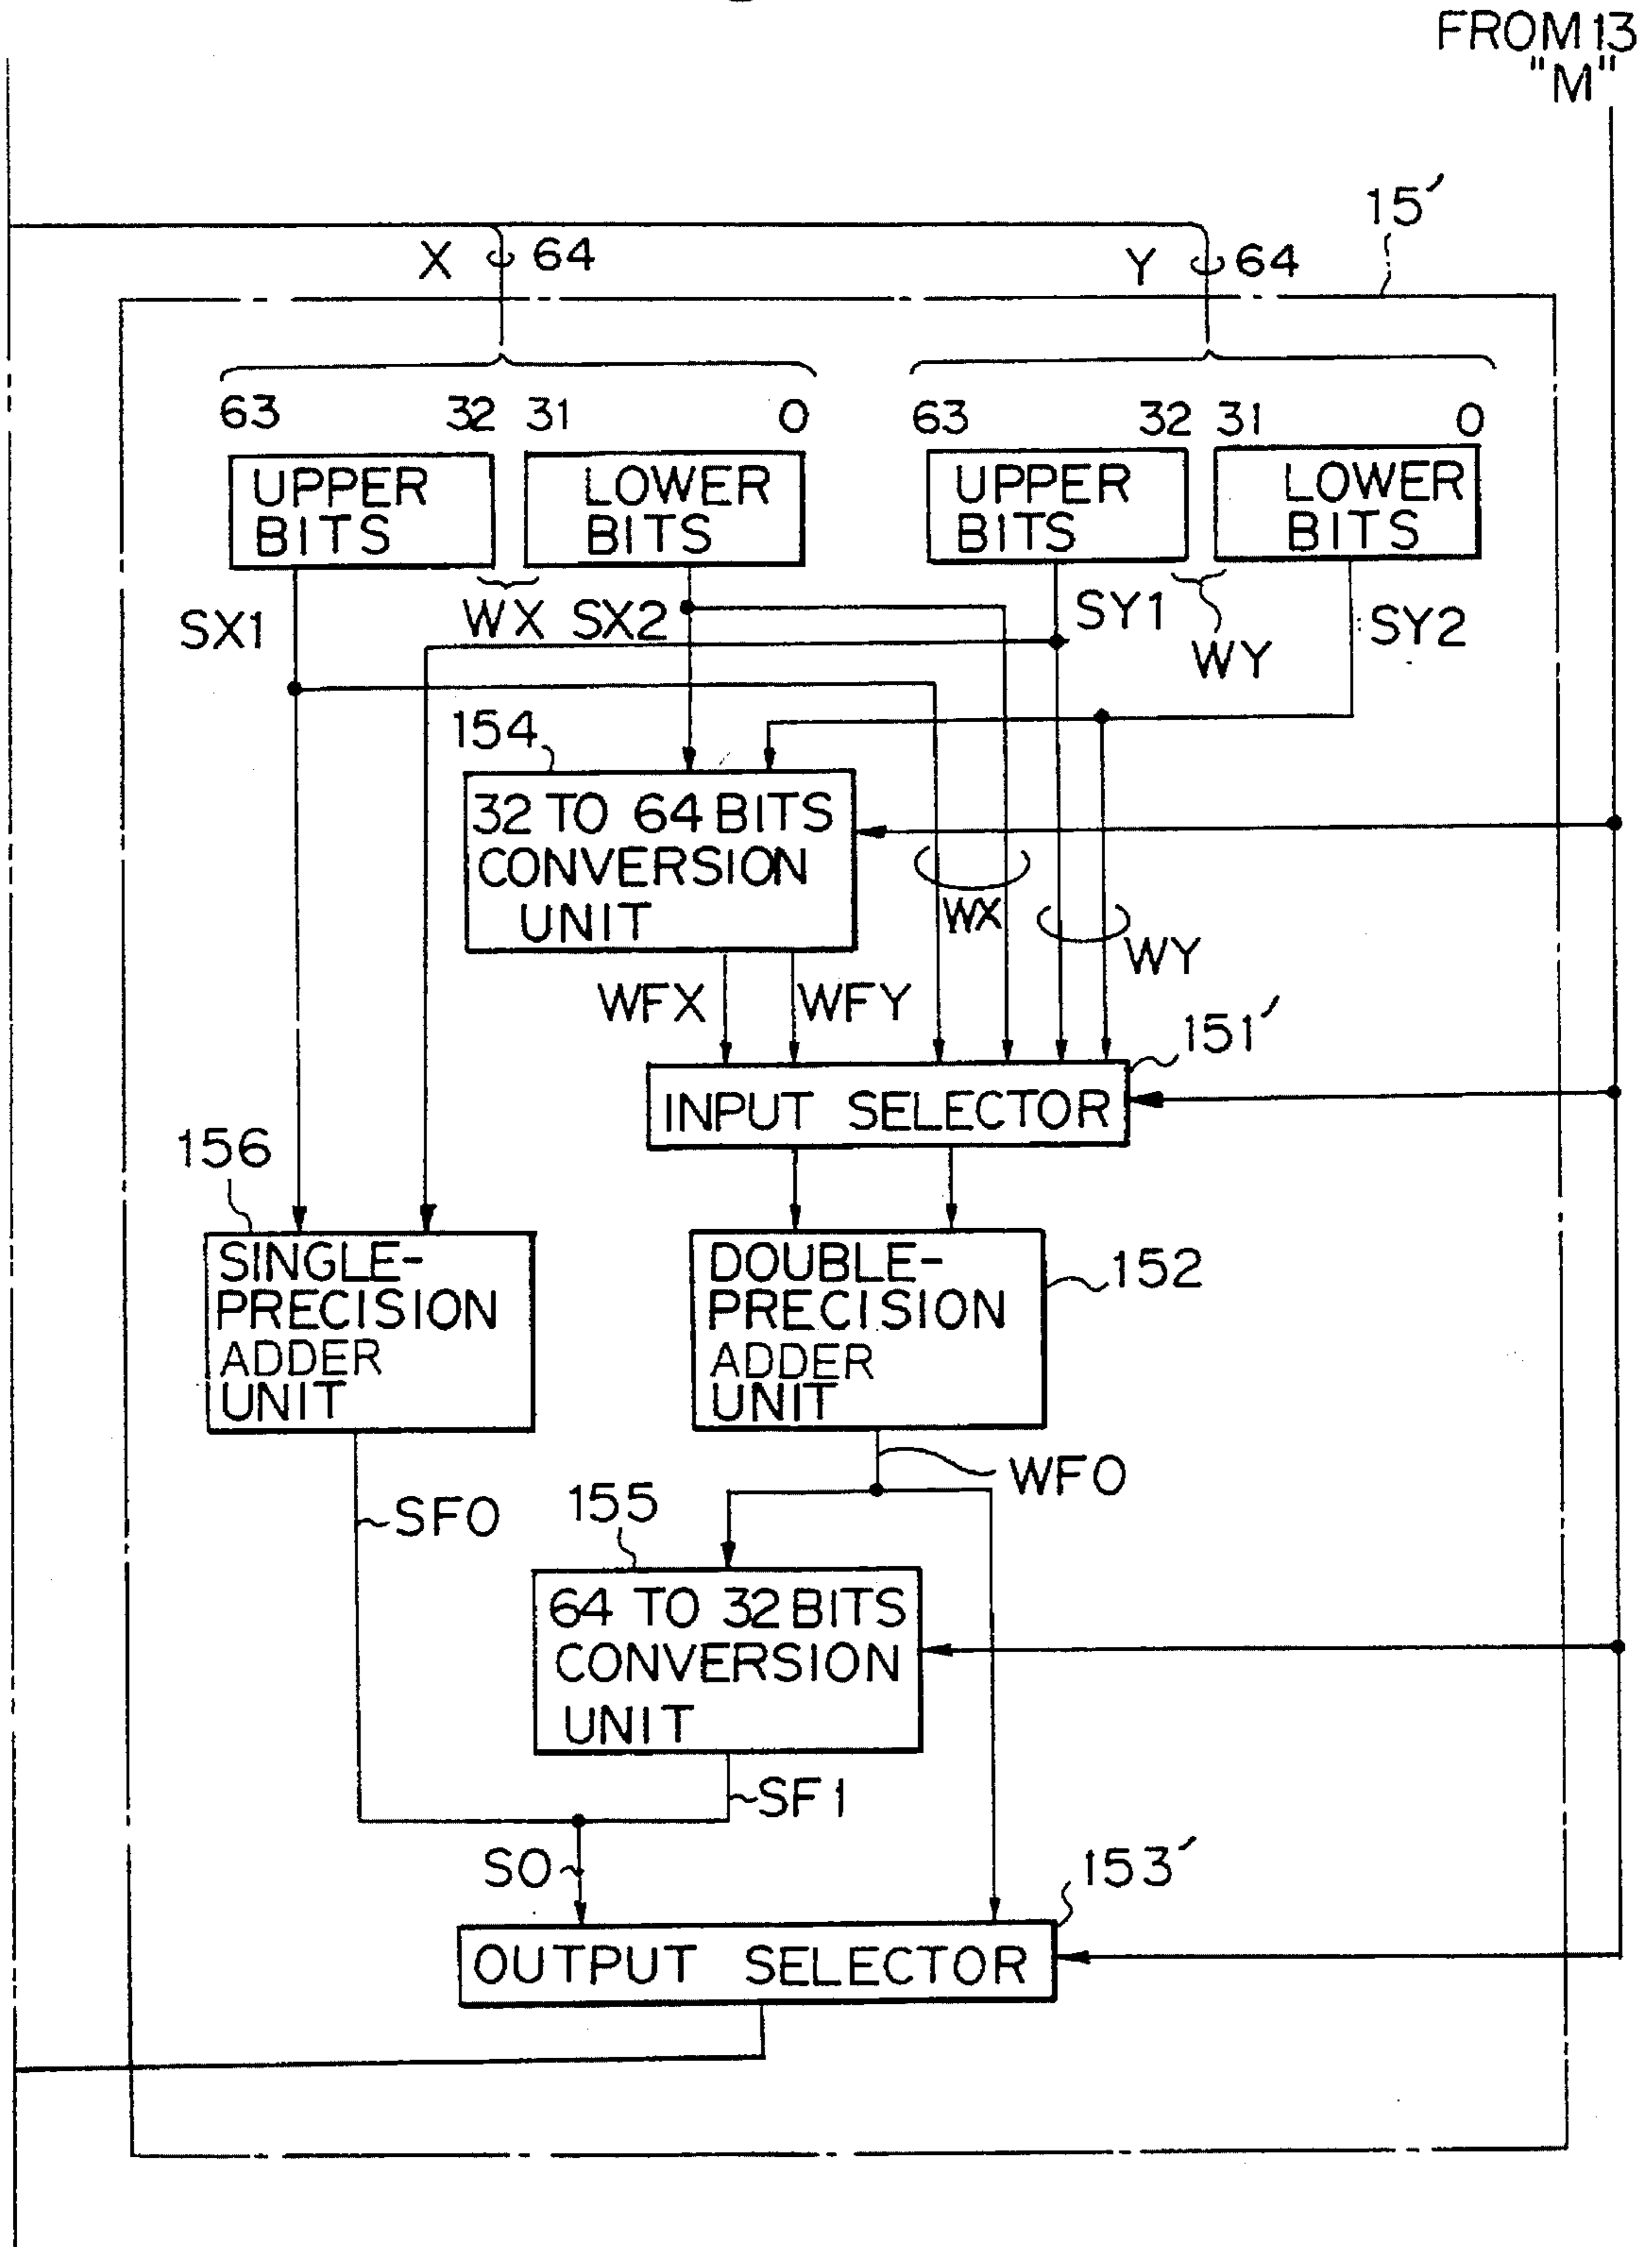 FROM 13
"M"
15′
X 64
Y 64
63 32 31 0
63 32 31 0
UPPER
BITS
LOWER
BITS
UPPER
BITS
LOWER
BITS
SX1
WX
SX2
SY1
WY
SY2
154
32 TO 64 BITS
CONVERSION
UNIT
WX
WY
WFX
WFY
151′
INPUT SELECTOR
156
SINGLE-
PRECISION
ADDER
UNIT
DOUBLE-
PRECISION
ADDER
UNIT
152
WFO
SFO
155
64 TO 32 BITS
CONVERSION
UNIT
SF1
SO
153′
OUTPUT SELECTOR